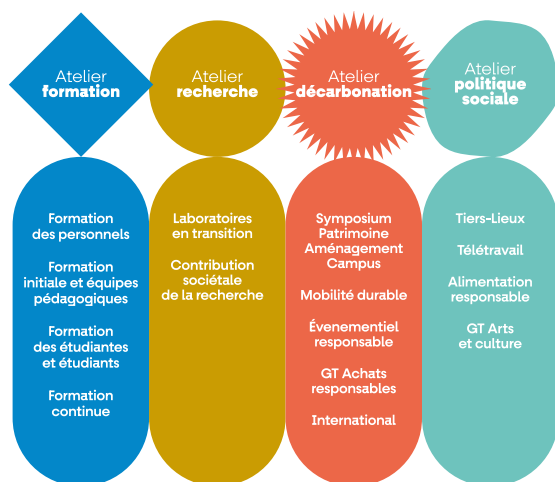 Atelier
formation
Atelier
recherche
Atelier
décarbonation
Atelier
politique
sociale
Formation
des personnels
Formation
initiale et équipes
pédagogiques
Formation
des étudiantes
et étudiants
Formation
continue
Laboratoires
en transition
Contribution
sociétale
de la recherche
Symposium
Patrimoine
Aménagement
Campus
Mobilité durable
Évenementiel
responsable
GT Achats
responsables
International
Tiers-Lieux
Télétravail
Alimentation
responsable
GT Arts
et culture